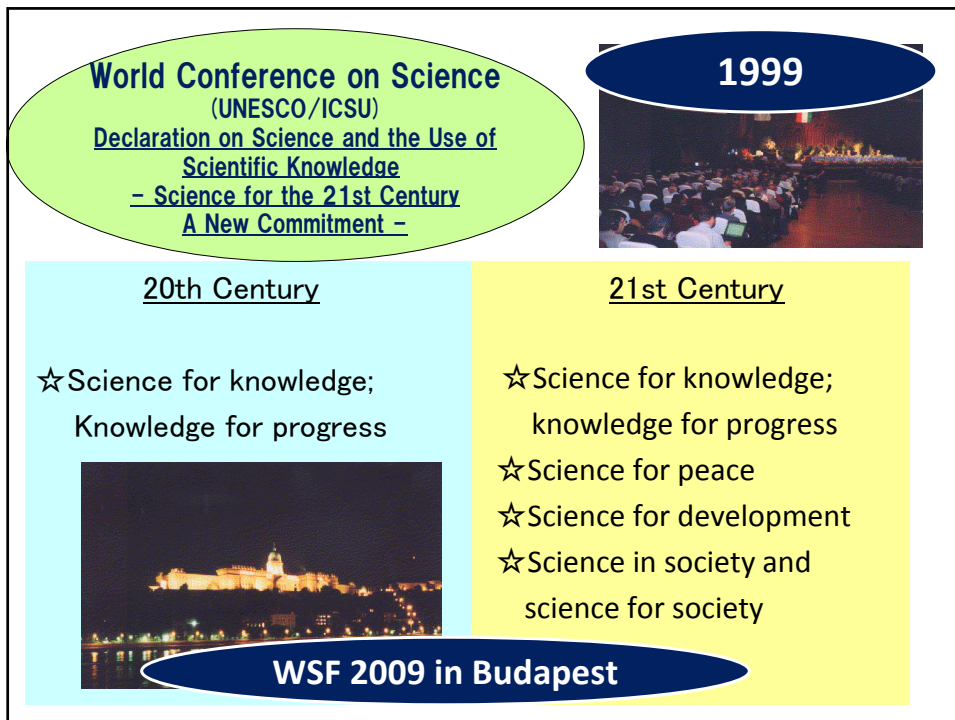 World Conference on Science
(UNESCO/ICSU)
Declaration on Science and the Use of
Scientific Knowledge
– Science for the 21st Century
A New Commitment –
1999
20th Century
☆Science for knowledge;
Knowledge for progress
21st Century
☆Science for knowledge;
knowledge for progress
☆Science for peace
☆Science for development
☆Science in society and
science for society
WSF 2009 in Budapest